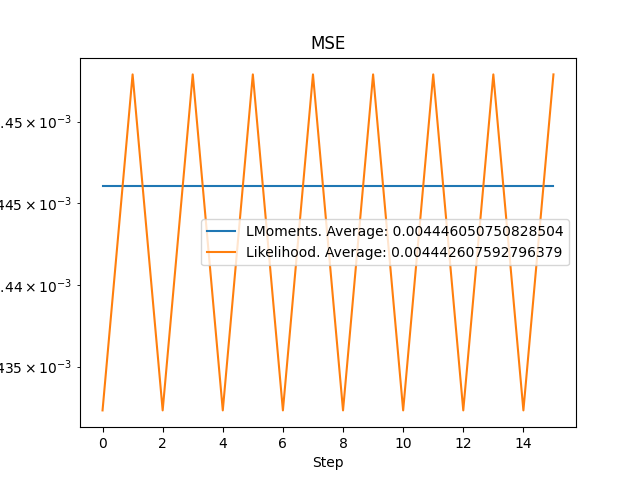 MSE
.45 × 10⁻³
445 × 10⁻³
.44 × 10⁻³
435 × 10⁻³
LMoments. Average: 0.004446050750828504
Likelihood. Average: 0.004442607592796379
0 2 4 6 8 10 12 14
Step